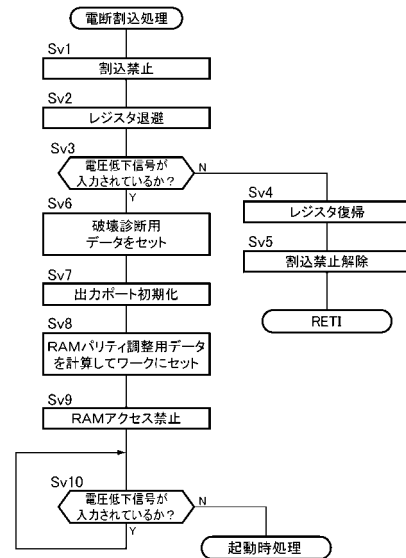 電断割込処理
Sv1
割込禁止
Sv2
レジスタ退避
Sv3
電圧低下信号が
入力されているか？
N
Y
Sv4
レジスタ復帰
Sv5
割込禁止解除
RETI
Sv6
破壊診断用
データをセット
Sv7
出力ポート初期化
Sv8
RAMパリティ調整用データ
を計算してワークにセット
Sv9
RAMアクセス禁止
Sv10
電圧低下信号が
入力されているか？
N
Y
起動時処理